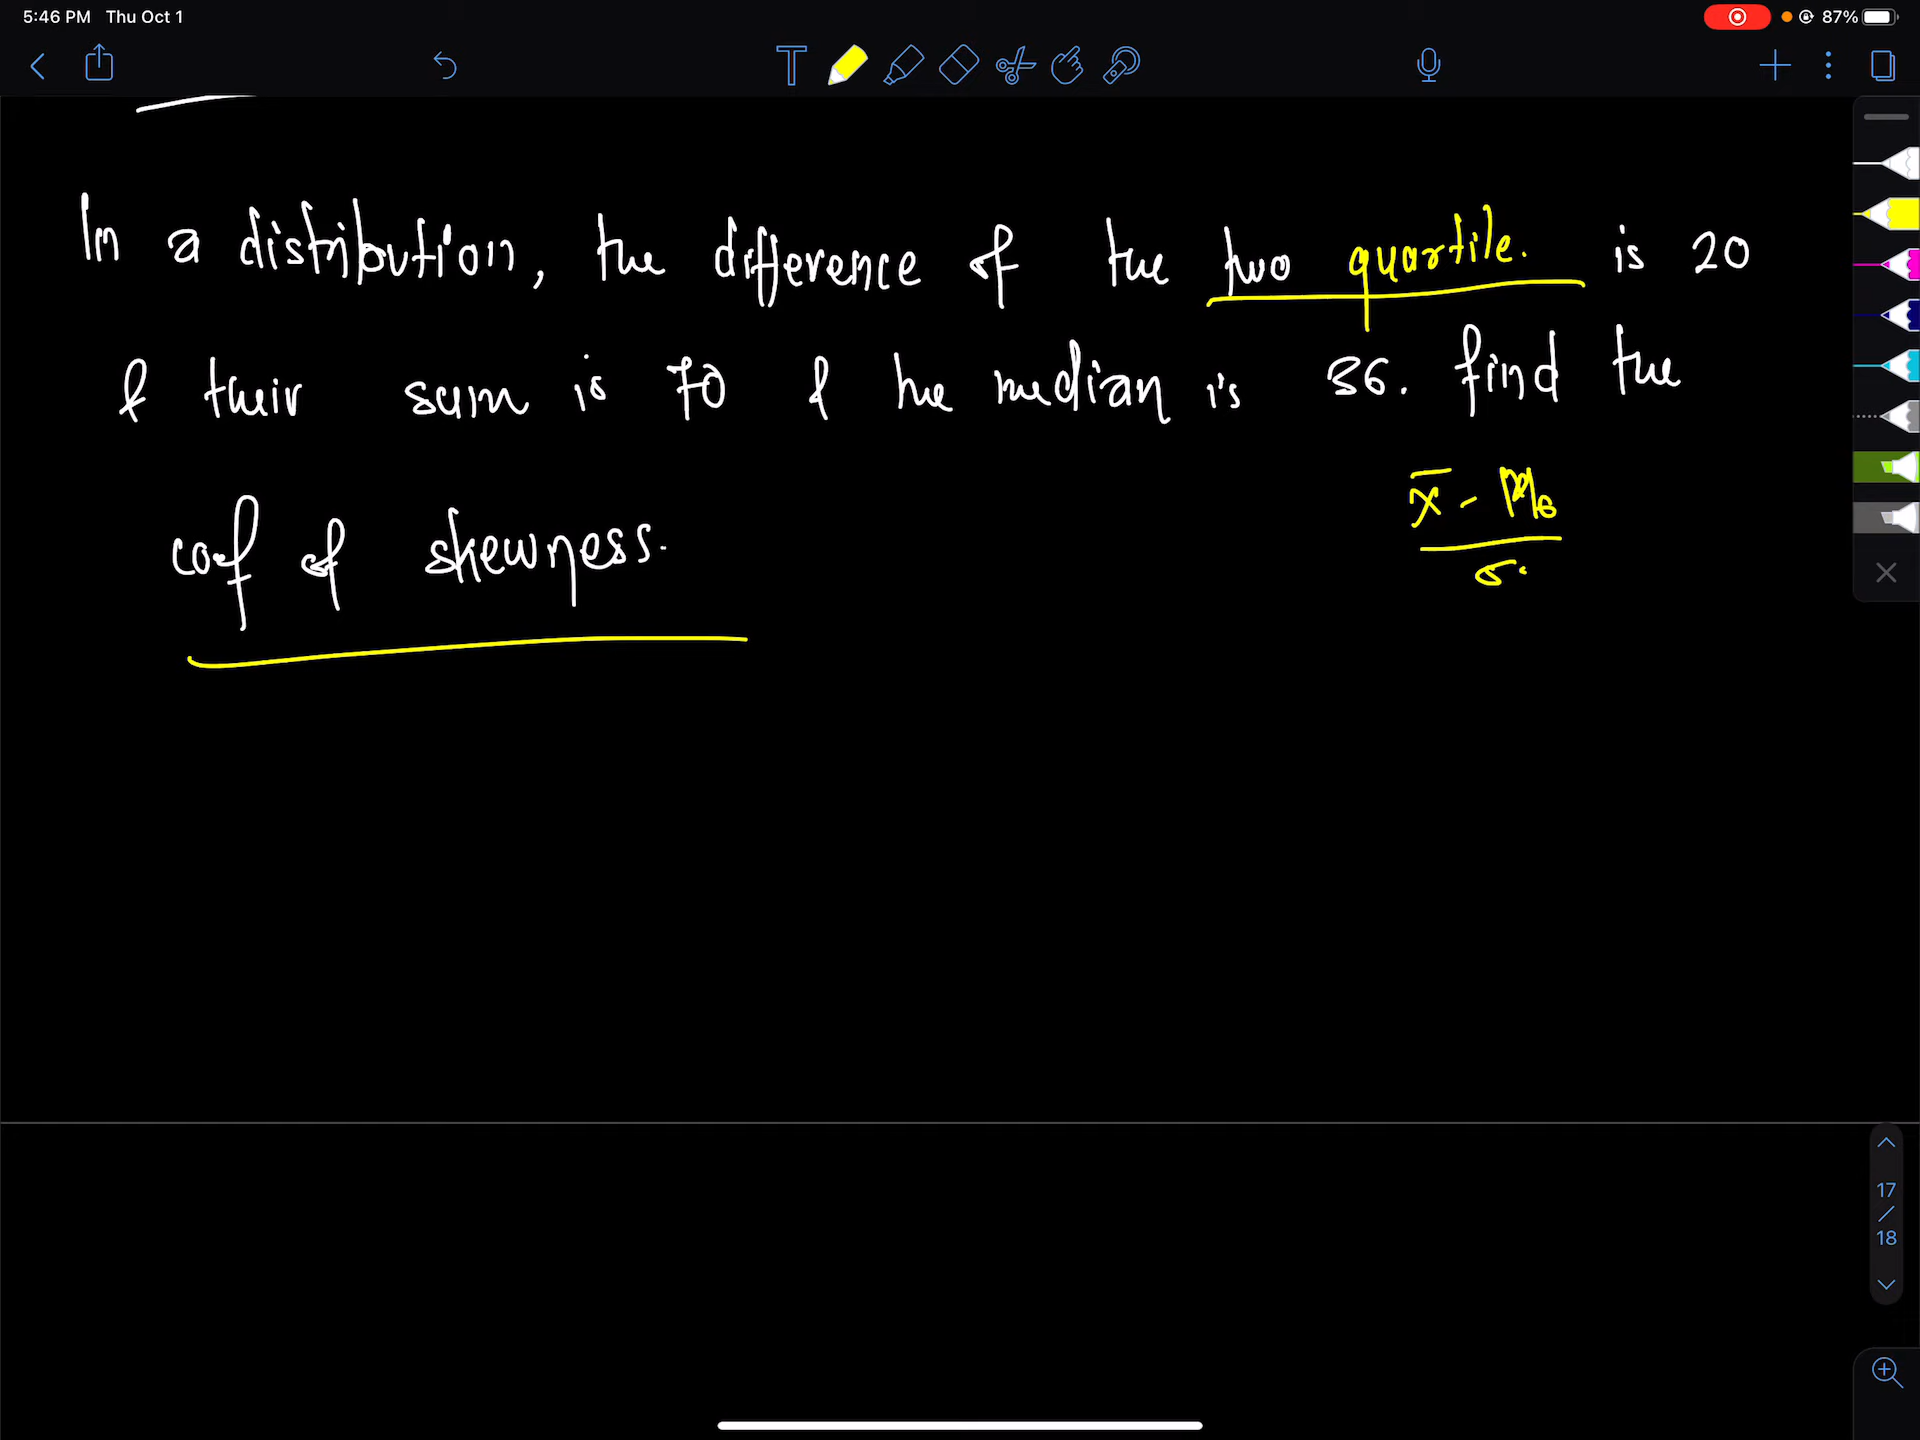 5:46 PM Thu Oct 1
87%
In a distribution, the difference of the two quartile. is 20
& their sum is 70 & the median is 36. find the
x̄ - Mo
coef of skewness.
σ
17
/
18